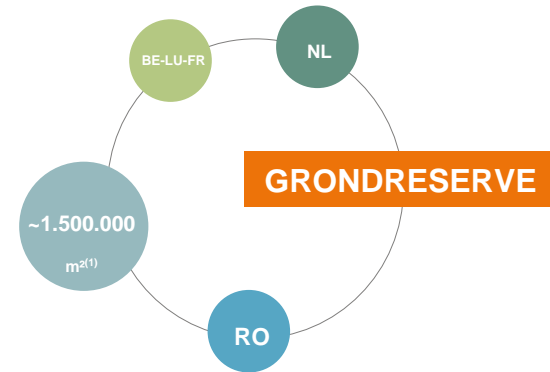 NL
BE-LU-FR
GRONDRESERVE
~1.500.000
m²⁽¹⁾
RO